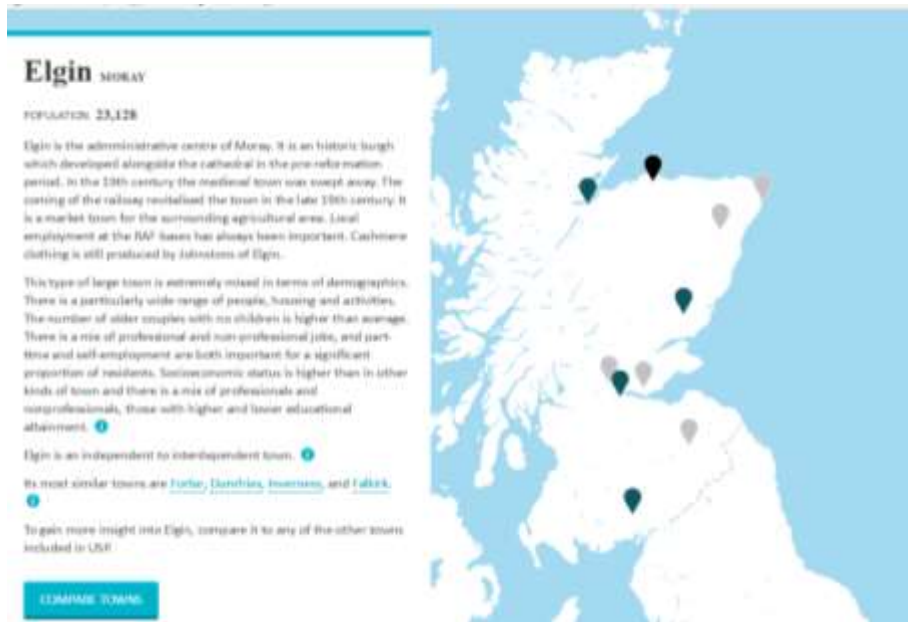 Elgin MORAY
POPULATION: 23,128
Elgin is the admministrative centre of Moray. It is an historic burgh
which developed alongside the cathedral in the pre-reformation
period. In the 19th century the medieval town was swept away. The
coming of the railway revitalised the town in the late 19th century. It
is a market town for the surrounding agricultural area. Local
employment at the RAF bases has always been important. Cashmere
clothing is still produced by Johnstons of Elgin.
This type of large town is extremely mixed in terms of demographics.
There is a particularly wide range of people, housing and activities.
The number of older couples with no children is higher than average.
There is a mix of professional and non-professional jobs, and part-
time and self-employment are both important for a significant
proportion of residents. Socioeconomic status is higher than in other
kinds of town and there is a mix of professionals and
nonprofessionals, those with higher and lower educational
attainment.
Elgin is an independent to interdependent town.
Its most similar towns are Forfar, Dumfries, Inverness, and Falkirk.
To gain more insight into Elgin, compare it to any of the other towns
included in USP.
COMPARE TOWNS